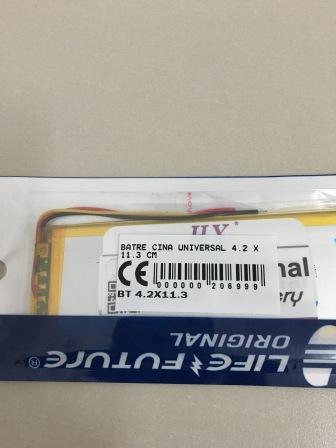 BATRE CINA UNIVERSAL 4.2 X
11.3 CM
CE
000000 206999
BT 4.2X11.3
LIFE FUTURE®
ORIGINAL